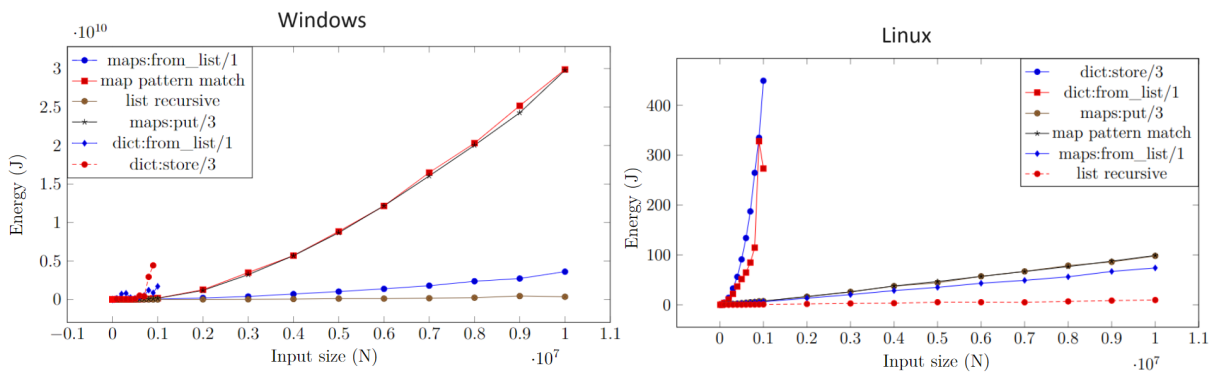 Windows
·10^10
3
2.5
2
1.5
1
0.5
0
Energy (J)
maps:from_list/1
map pattern match
list recursive
maps:put/3
dict:from_list/1
dict:store/3
−0.1 0 0.1 0.2 0.3 0.4 0.5 0.6 0.7 0.8 0.9 1 1.1
Input size (N)
·10^7
Linux
400
300
200
100
0
Energy (J)
dict:store/3
dict:from_list/1
maps:put/3
map pattern match
maps:from_list/1
list recursive
0 0.1 0.2 0.3 0.4 0.5 0.6 0.7 0.8 0.9 1 1.1
Input size (N)
·10^7